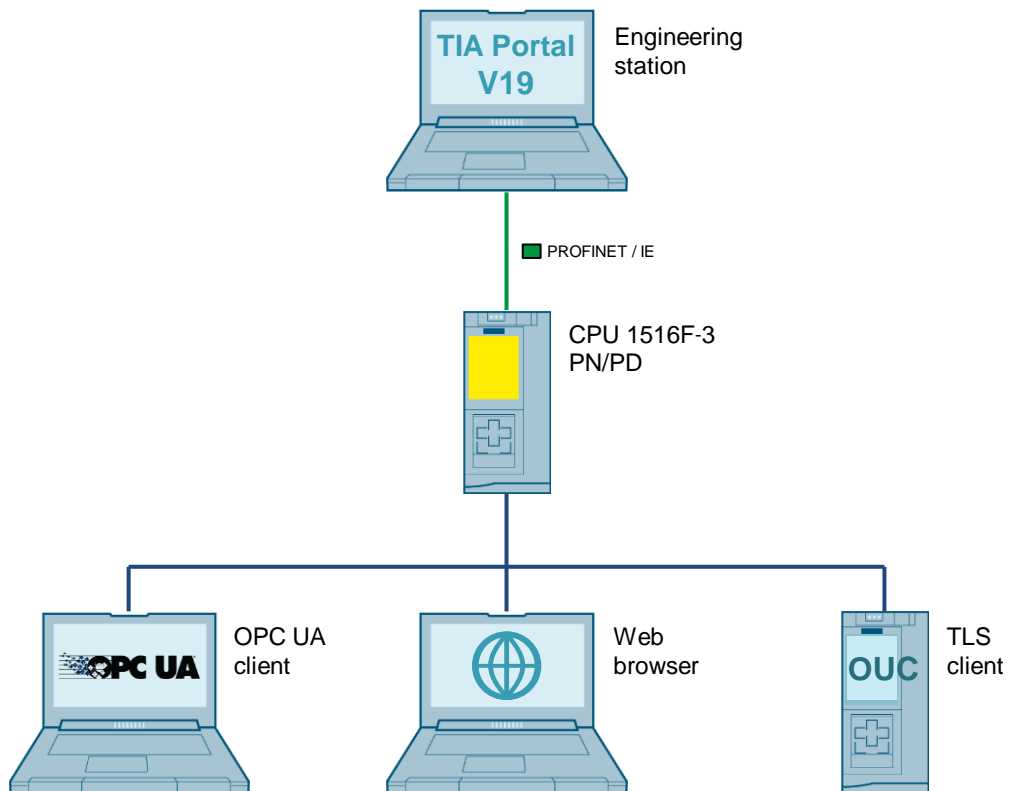 TIA Portal
V19
Engineering
station
PROFINET / IE
CPU 1516F-3
PN/PD
OPC UA
OPC UA
client
Web
browser
OUC
TLS
client